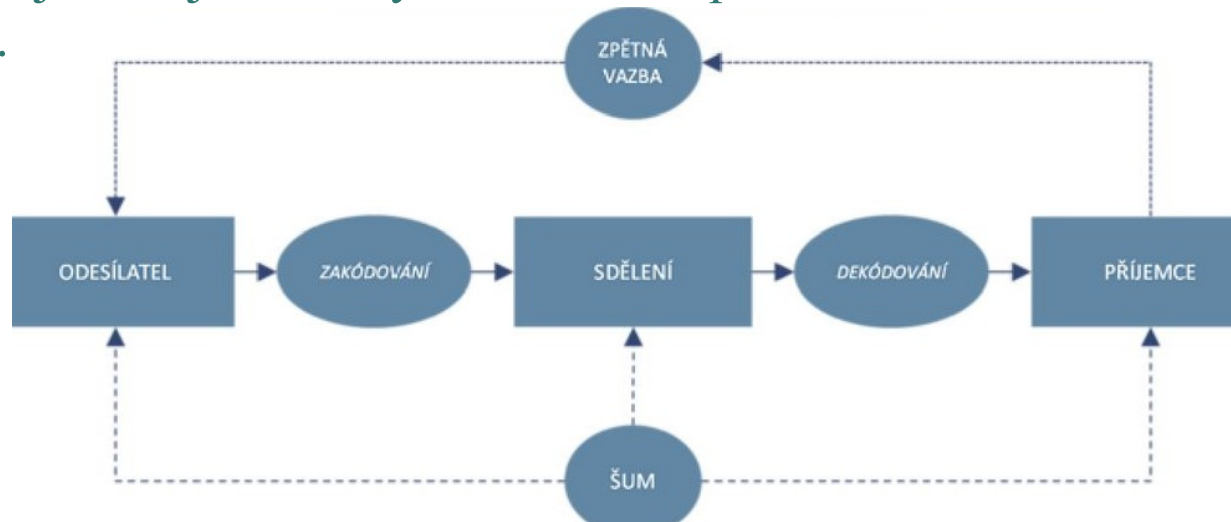 ZPĚTNÁ
VAZBA
ODESÍLATEL
ZAKÓDOVÁNÍ
SDĚLENÍ
DEKÓDOVÁNÍ
PŘÍJEMCE
ŠUM